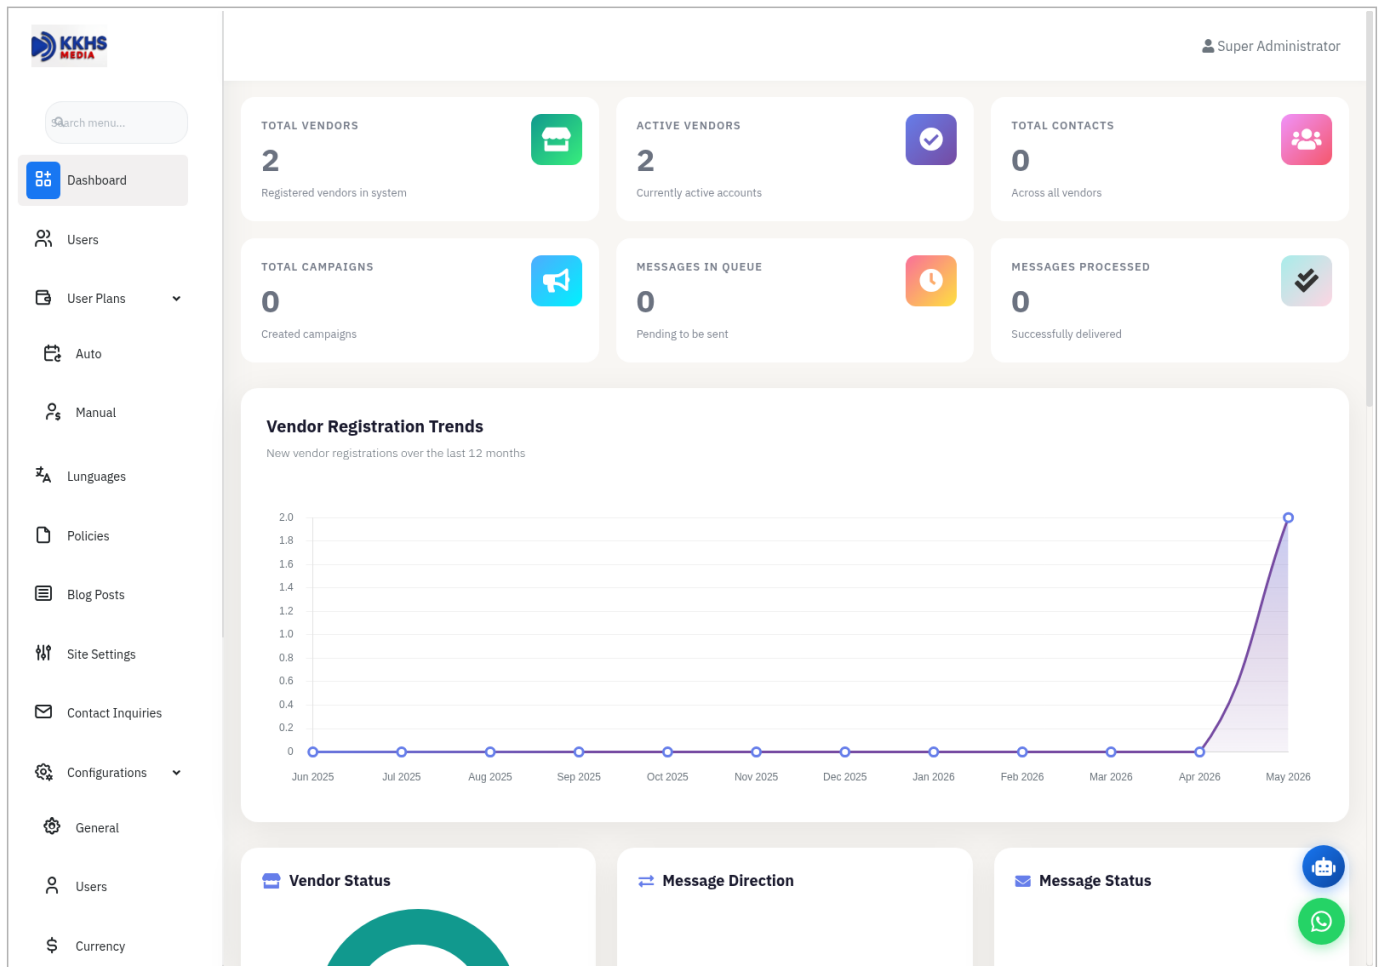 KKHS
MEDIA
Super Administrator
Search menu...
Dashboard
Users
User Plans
Auto
Manual
Lunguages
Policies
Blog Posts
Site Settings
Contact Inquiries
Configurations
General
Users
Currency
TOTAL VENDORS
2
Registered vendors in system
ACTIVE VENDORS
2
Currently active accounts
TOTAL CONTACTS
0
Across all vendors
TOTAL CAMPAIGNS
0
Created campaigns
MESSAGES IN QUEUE
0
Pending to be sent
MESSAGES PROCESSED
0
Successfully delivered
Vendor Registration Trends
New vendor registrations over the last 12 months
2.0
1.8
1.6
1.4
1.2
1.0
0.8
0.6
0.4
0.2
0
Jun 2025 Jul 2025 Aug 2025 Sep 2025 Oct 2025 Nov 2025 Dec 2025 Jan 2026 Feb 2026 Mar 2026 Apr 2026 May 2026
Vendor Status
Message Direction
Message Status